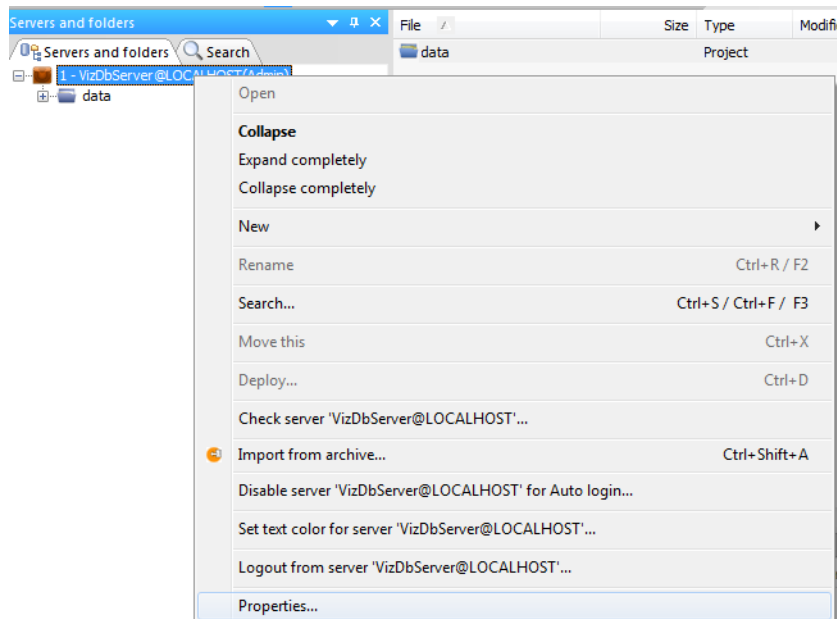 Servers and folders
File Size Type Modifi
Servers and folders Search
data Project
1 - VizDbServer@LOCALHOST(Admin)
data
Open
Collapse
Expand completely
Collapse completely
New
Rename Ctrl+R / F2
Search... Ctrl+S / Ctrl+F / F3
Move this Ctrl+X
Deploy... Ctrl+D
Check server 'VizDbServer@LOCALHOST'...
Import from archive... Ctrl+Shift+A
Disable server 'VizDbServer@LOCALHOST' for Auto login...
Set text color for server 'VizDbServer@LOCALHOST'...
Logout from server 'VizDbServer@LOCALHOST'...
Properties...